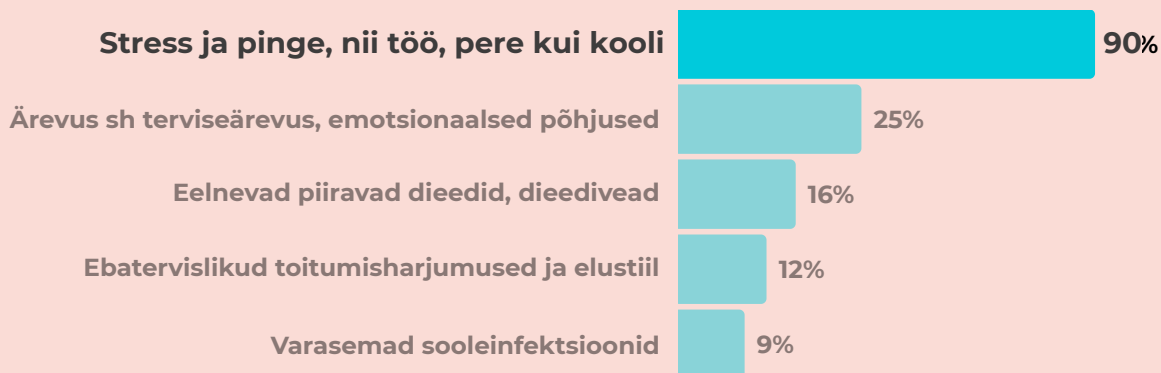 Stress ja pinge, nii töö, pere kui kooli 90%
Ärevus sh terviseärevus, emotsionaalsed põhjused 25%
Eelnevad piiravad dieedid, dieedivead 16%
Ebatervislikud toitumisharjumused ja elustiil 12%
Varasemad sooleinfektsioonid 9%